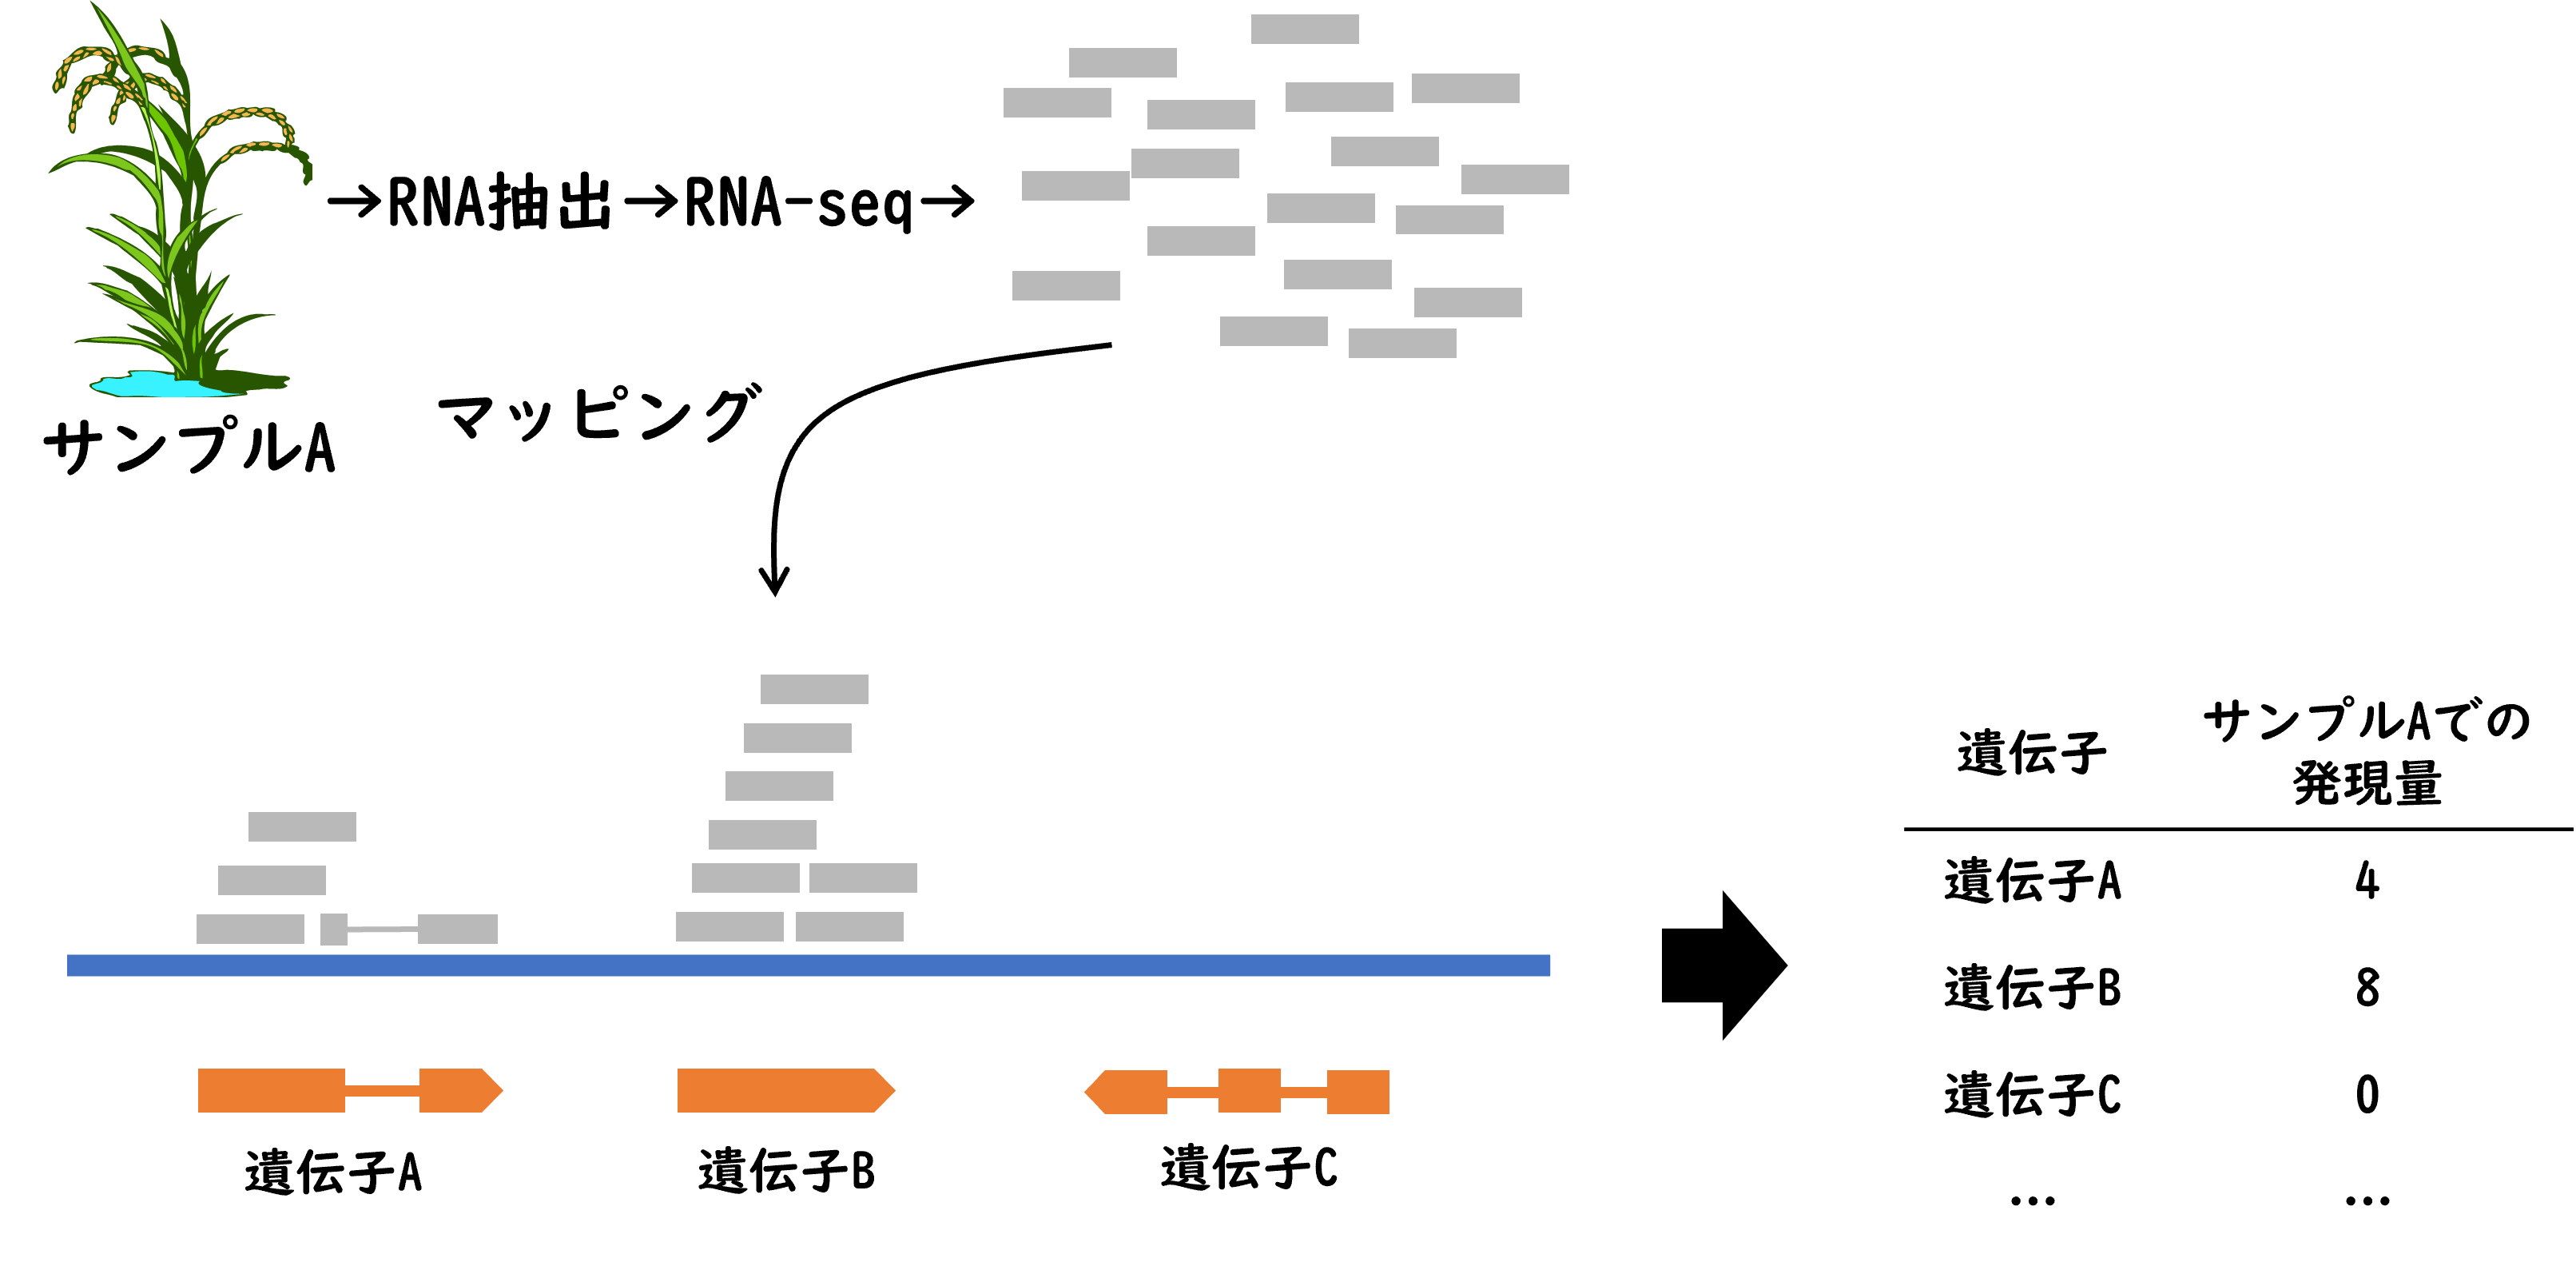 →RNA抽出→RNA-seq→
サンプルA
マッピング
遺伝子 サンプルAでの
発現量
遺伝子A 4
遺伝子B 8
遺伝子C 0
… …
遺伝子A 遺伝子B 遺伝子C